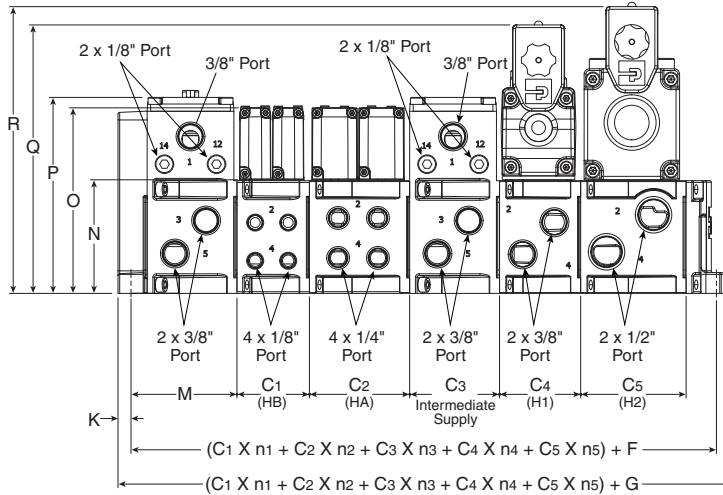 2 x 1/8" Port
3/8" Port
2 x 1/8" Port
3/8" Port
R
Q
P
O
N
14
12
1
14
12
1
3
5
2
4
2
4
3
5
2
4
2
4
2 x 3/8"
Port
4 x 1/8"
Port
4 x 1/4"
Port
2 x 3/8"
Port
2 x 3/8"
Port
2 x 1/2"
Port
K
M
C1
(HB)
C2
(HA)
C3
Intermediate
Supply
C4
(H1)
C5
(H2)
(C1 X n1 + C2 X n2 + C3 X n3 + C4 X n4 + C5 X n5) + F
(C1 X n1 + C2 X n2 + C3 X n3 + C4 X n4 + C5 X n5) + G